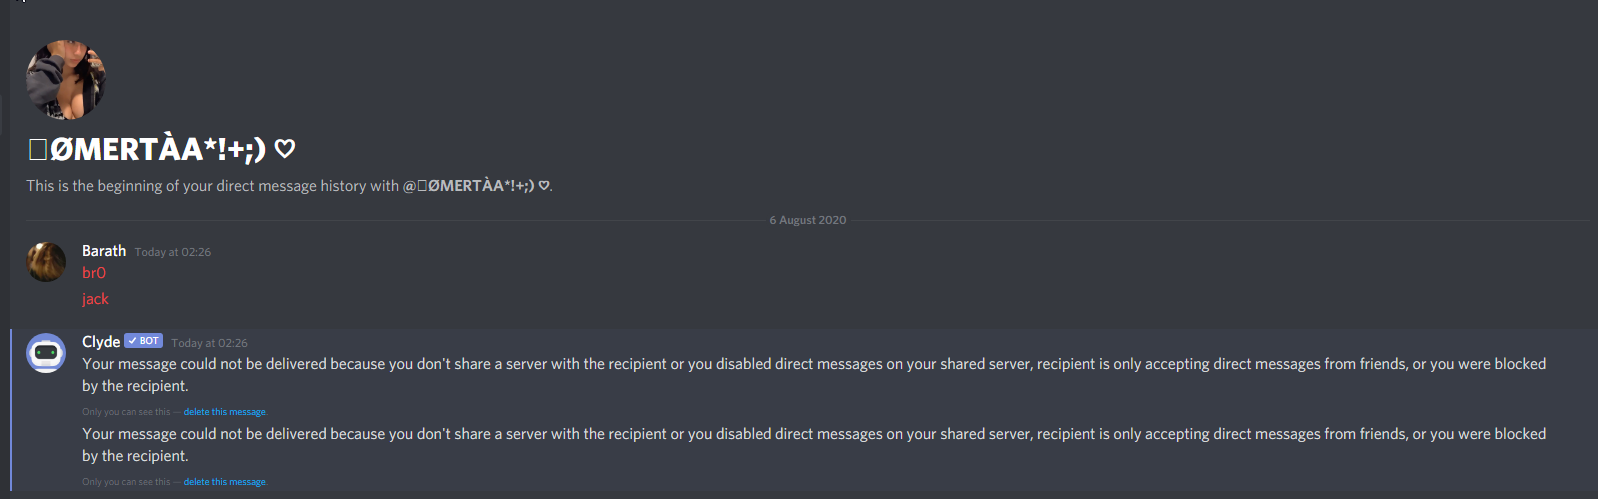 ØMERTÀA*!+;) ♡
This is the beginning of your direct message history with @ØMERTÀA*!+;) ♡.
6 August 2020
Barath Today at 02:26
br0
jack
Clyde ✓ BOT Today at 02:26
Your message could not be delivered because you don't share a server with the recipient or you disabled direct messages on your shared server, recipient is only accepting direct messages from friends, or you were blocked
by the recipient.
Only you can see this — delete this message.
Your message could not be delivered because you don't share a server with the recipient or you disabled direct messages on your shared server, recipient is only accepting direct messages from friends, or you were blocked
by the recipient.
Only you can see this — delete this message.